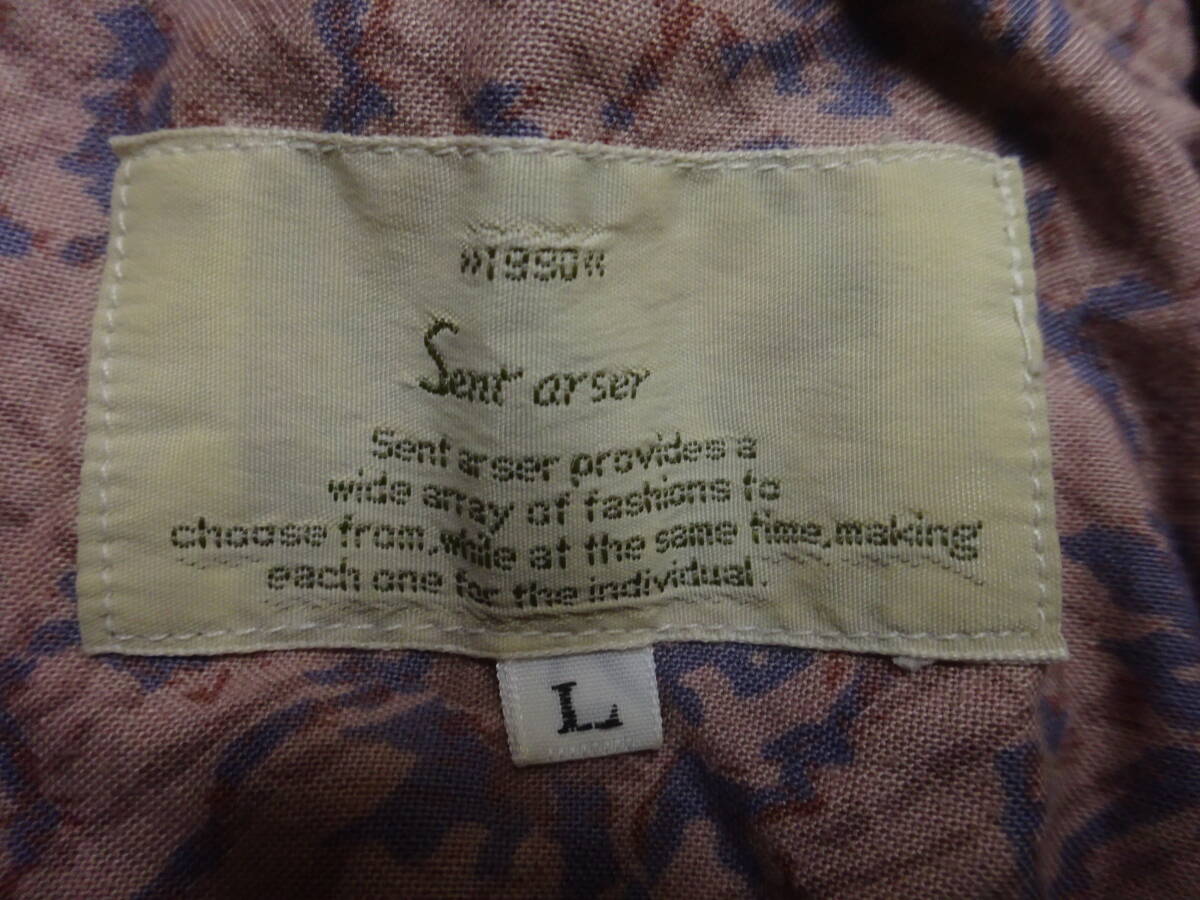 »1990«
Sent arser
Sent arser provides a
wide array of fashions to
choose from,while at the same time,making
each one for the individual.
L